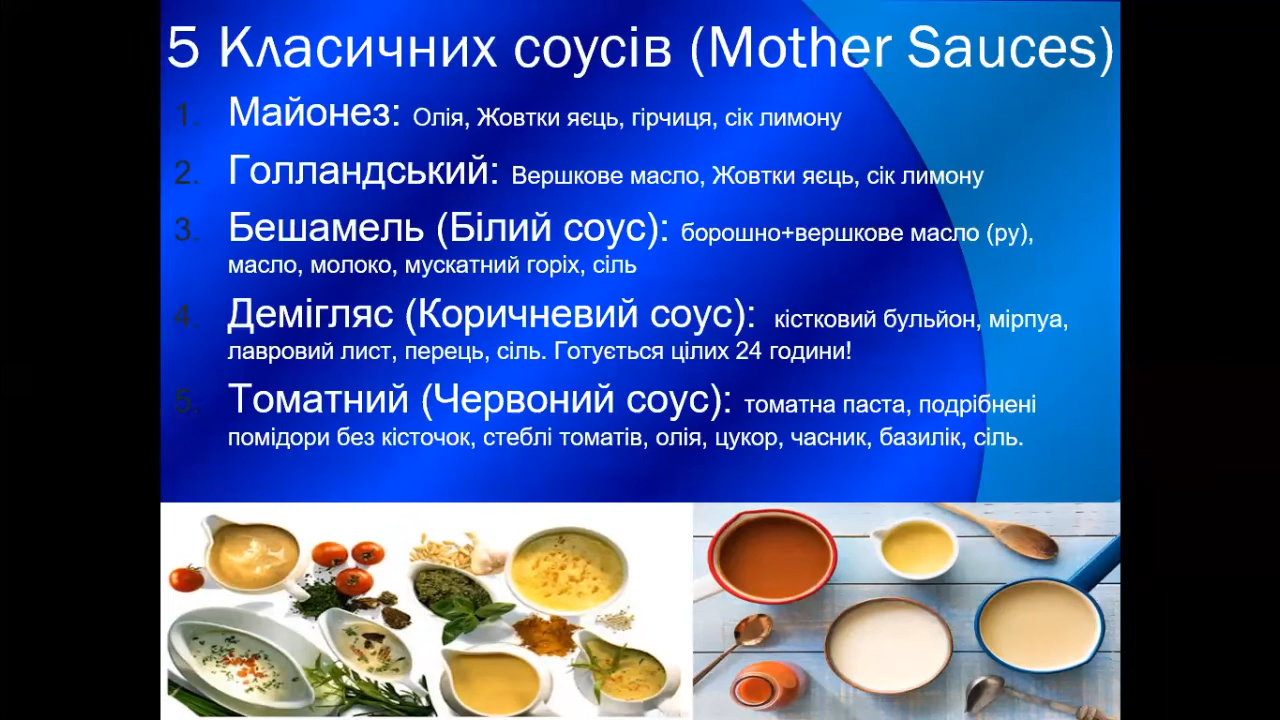 5 Класичних соусів (Mother Sauces)
1. Майонез: Олія, Жовтки яєць, гірчиця, сік лимону
2. Голландський: Вершкове масло, Жовтки яєць, сік лимону
3. Бешамель (Білий соус): борошно+вершкове масло (ру),
масло, молоко, мускатний горіх, сіль
4. Демігляс (Коричневий соус): кістковий бульйон, мірпуа,
лавровий лист, перець, сіль. Готується цілих 24 години!
5. Томатний (Червоний соус): томатна паста, подрібнені
помідори без кісточок, стеблі томатів, олія, цукор, часник, базилік, сіль.